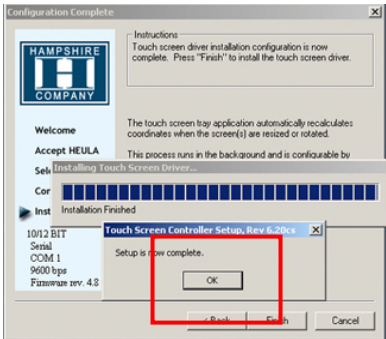 Configuration Complete
HAMPSHIRE
COMPANY
Instructions
Touch screen driver installation configuration is now
complete. Press "Finish" to install the touch screen driver.
The touch screen tray application automatically recalculates
coordinates when the screen(s) are resized or rotated.
This process runs in the background and is configurable by
Welcome
Accept HEULA
Installing Touch Screen Driver...
Installation Finished
10/12 BIT
Serial
COM 1
9600 bps
Firmware rev. 4.8
Touch Screen Controller Setup, Rev 6.20cs
Setup is now complete.
OK
< Back
Finish
Cancel